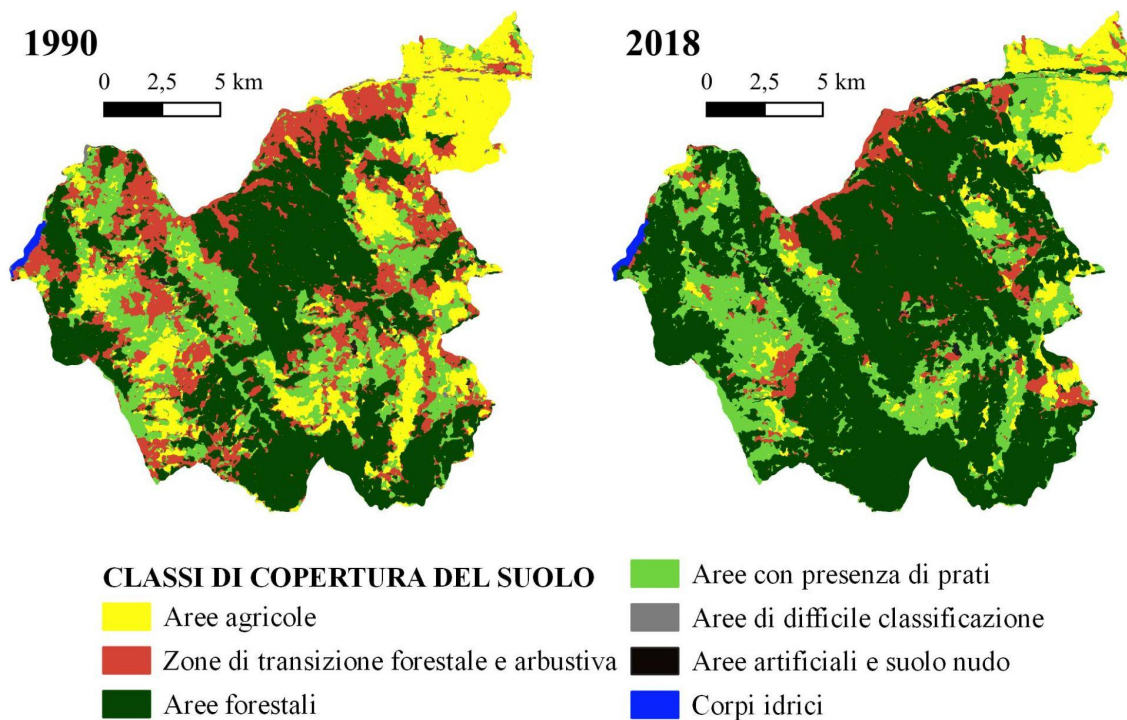 1990
0 2,5 5 km
2018
0 2,5 5 km
CLASSI DI COPERTURA DEL SUOLO
Aree agricole
Zone di transizione forestale e arbustiva
Aree forestali
Aree con presenza di prati
Aree di difficile classificazione
Aree artificiali e suolo nudo
Corpi idrici